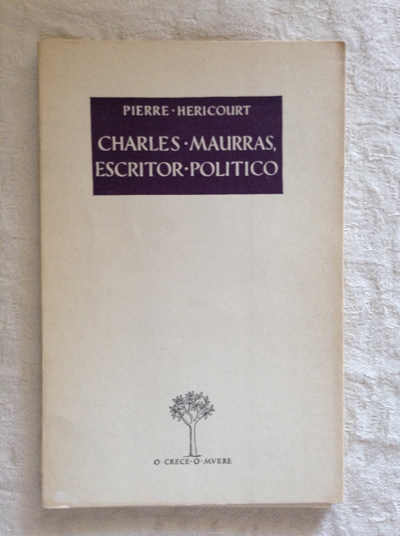 PIERRE·HERICOURT
CHARLES·MAURRAS,
ESCRITOR·POLITICO
O·CRECE·O·MVERE